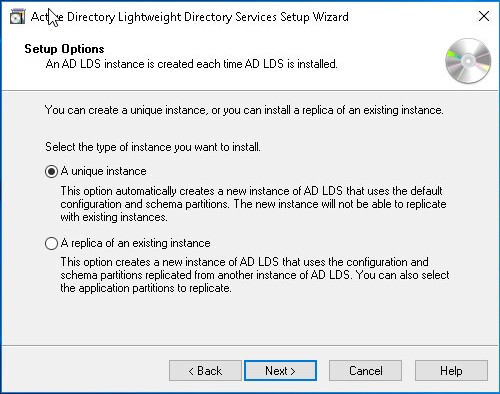 Active Directory Lightweight Directory Services Setup Wizard
Setup Options
An AD LDS instance is created each time AD LDS is installed.
You can create a unique instance, or you can install a replica of an existing instance.
Select the type of instance you want to install.
A unique instance
This option automatically creates a new instance of AD LDS that uses the default
configuration and schema partitions. The new instance will not be able to replicate
with existing instances.
A replica of an existing instance
This option creates a new instance of AD LDS that uses the configuration and
schema partitions replicated from another instance of AD LDS. You can also select
the application partitions to replicate.
< Back Next > Cancel Help